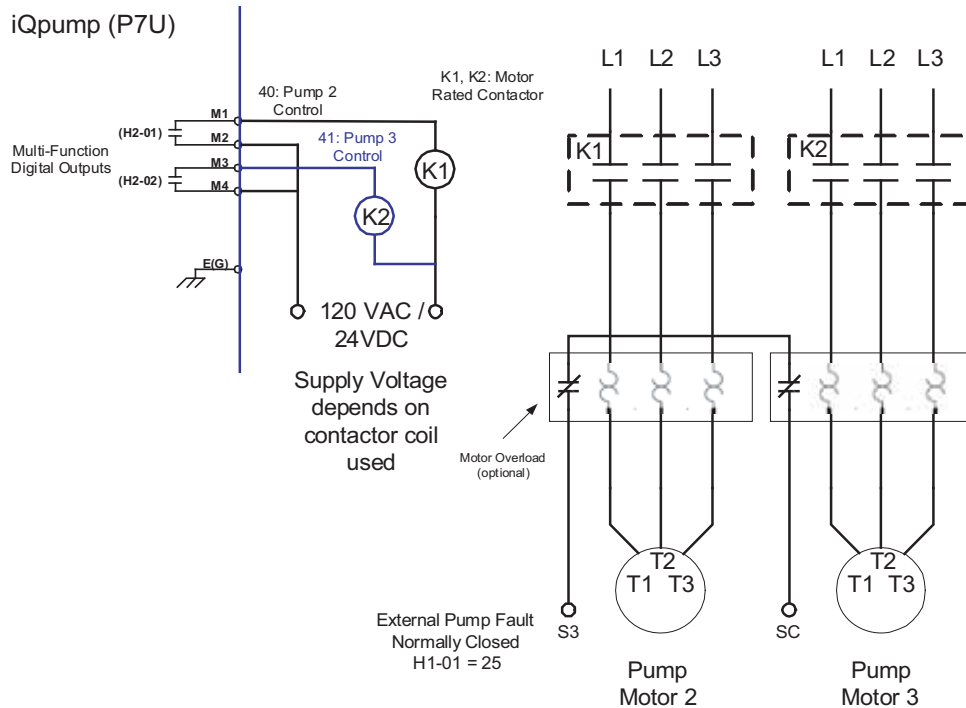 iQpump (P7U)
40: Pump 2
Control
K1, K2: Motor
Rated Contactor
L1 L2 L3 L1 L2 L3
M1
(H2-01)
M2
41: Pump 3
Control
Multi-Function
Digital Outputs
M3
(H2-02)
M4
K1
K2
K1
K2
E(G)
120 VAC /
24VDC
Supply Voltage
depends on
contactor coil
used
Motor Overload
(optional)
T2
T1 T3
T2
T1 T3
External Pump Fault
Normally Closed
H1-01 = 25
S3
SC
Pump
Motor 2
Pump
Motor 3